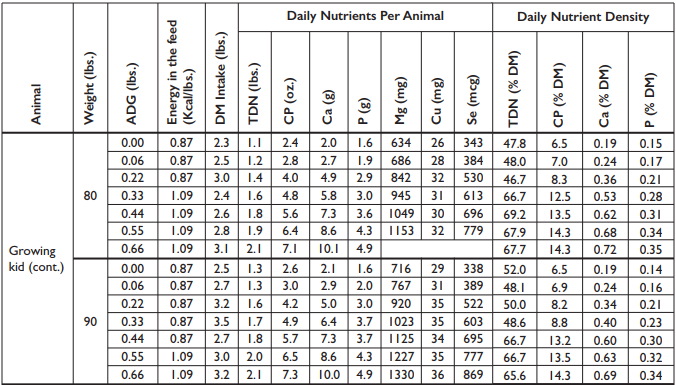 Daily Nutrients Per Animal Daily Nutrient Density
Animal Weight (lbs.) ADG (lbs.) Energy in the feed (Kcal/lbs.) DM Intake (lbs.) TDN (lbs.) CP (oz.) Ca (g) P (g) Mg (mg) Cu (mg) Se (mcg) TDN (% DM) CP (% DM) Ca (% DM) P (% DM)
Growing kid (cont.)
80
0.00 0.87 2.3 1.1 2.4 2.0 1.6 634 26 343 47.8 6.5 0.19 0.15
0.06 0.87 2.5 1.2 2.8 2.7 1.9 686 28 384 48.0 7.0 0.24 0.17
0.22 0.87 3.0 1.4 4.0 4.9 2.9 842 32 530 46.7 8.3 0.36 0.21
0.33 1.09 2.4 1.6 4.8 5.8 3.0 945 31 613 66.7 12.5 0.53 0.28
0.44 1.09 2.6 1.8 5.6 7.3 3.6 1049 30 696 69.2 13.5 0.62 0.31
0.55 1.09 2.8 1.9 6.4 8.6 4.3 1153 32 779 67.9 14.3 0.68 0.34
0.66 1.09 3.1 2.1 7.1 10.1 4.9 67.7 14.3 0.72 0.35
90
0.00 0.87 2.5 1.3 2.6 2.1 1.6 716 29 338 52.0 6.5 0.19 0.14
0.06 0.87 2.7 1.3 3.0 2.9 2.0 767 31 389 48.1 6.9 0.24 0.16
0.22 0.87 3.2 1.6 4.2 5.0 3.0 920 35 522 50.0 8.2 0.34 0.21
0.33 0.87 3.5 1.7 4.9 6.4 3.7 1023 35 603 48.6 8.8 0.40 0.23
0.44 0.87 2.7 1.8 5.7 7.3 3.7 1125 34 695 66.7 13.2 0.60 0.30
0.55 1.09 3.0 2.0 6.5 8.6 4.3 1227 35 777 66.7 13.5 0.63 0.32
0.66 1.09 3.2 2.1 7.3 10.0 4.9 1330 36 869 65.6 14.3 0.69 0.34